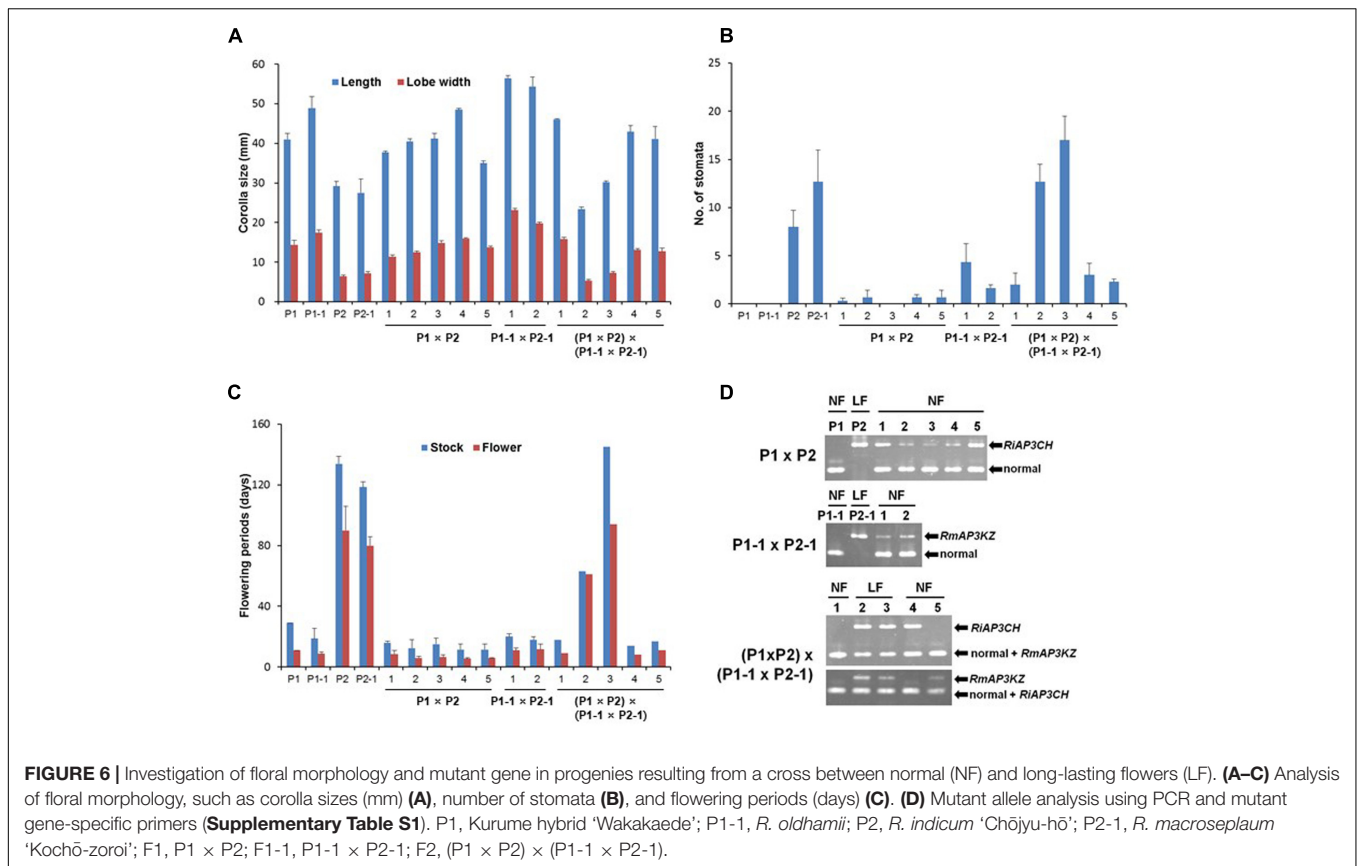 A
60
50
40
30
20
10
0
Corolla size (mm)
Length
Lobe width
P1 P1-1 P2 P2-1 1 2 3 4 5 1 2 1 2 3 4 5
P1 × P2 P1-1 × P2-1 (P1 × P2) ×
(P1-1 × P2-1)
B
25
20
15
10
5
0
No. of stomata
P1 P1-1 P2 P2-1 1 2 3 4 5 1 2 1 2 3 4 5
P1 × P2 P1-1 × P2-1 (P1 × P2) ×
(P1-1 × P2-1)
C
160
120
80
40
0
Flowering periods (days)
Stock
Flower
P1 P1-1 P2 P2-1 1 2 3 4 5 1 2 1 2 3 4 5
P1 × P2 P1-1 × P2-1 (P1 × P2) ×
(P1-1 × P2-1)
D
NF LF NF
P1 P2 1 2 3 4 5
P1 x P2
RiAP3CH
normal
NF LF NF
P1-1 P2-1 1 2
P1-1 x P2-1
RmAP3KZ
normal
NF LF NF
1 2 3 4 5
(P1xP2) x
(P1-1 x P2-1)
RiAP3CH
normal + RmAP3KZ
RmAP3KZ
normal + RiAP3CH
FIGURE 6 | Investigation of floral morphology and mutant gene in progenies resulting from a cross between normal (NF) and long-lasting flowers (LF). (A–C) Analysis
of floral morphology, such as corolla sizes (mm) (A), number of stomata (B), and flowering periods (days) (C). (D) Mutant allele analysis using PCR and mutant
gene-specific primers (Supplementary Table S1). P1, Kurume hybrid ‘Wakakaede’; P1-1, R. oldhamii; P2, R. indicum ‘Chōjyu-hō’; P2-1, R. macroseplaum
‘Kochō-zoroi’; F1, P1 × P2; F1-1, P1-1 × P2-1; F2, (P1 × P2) × (P1-1 × P2-1).